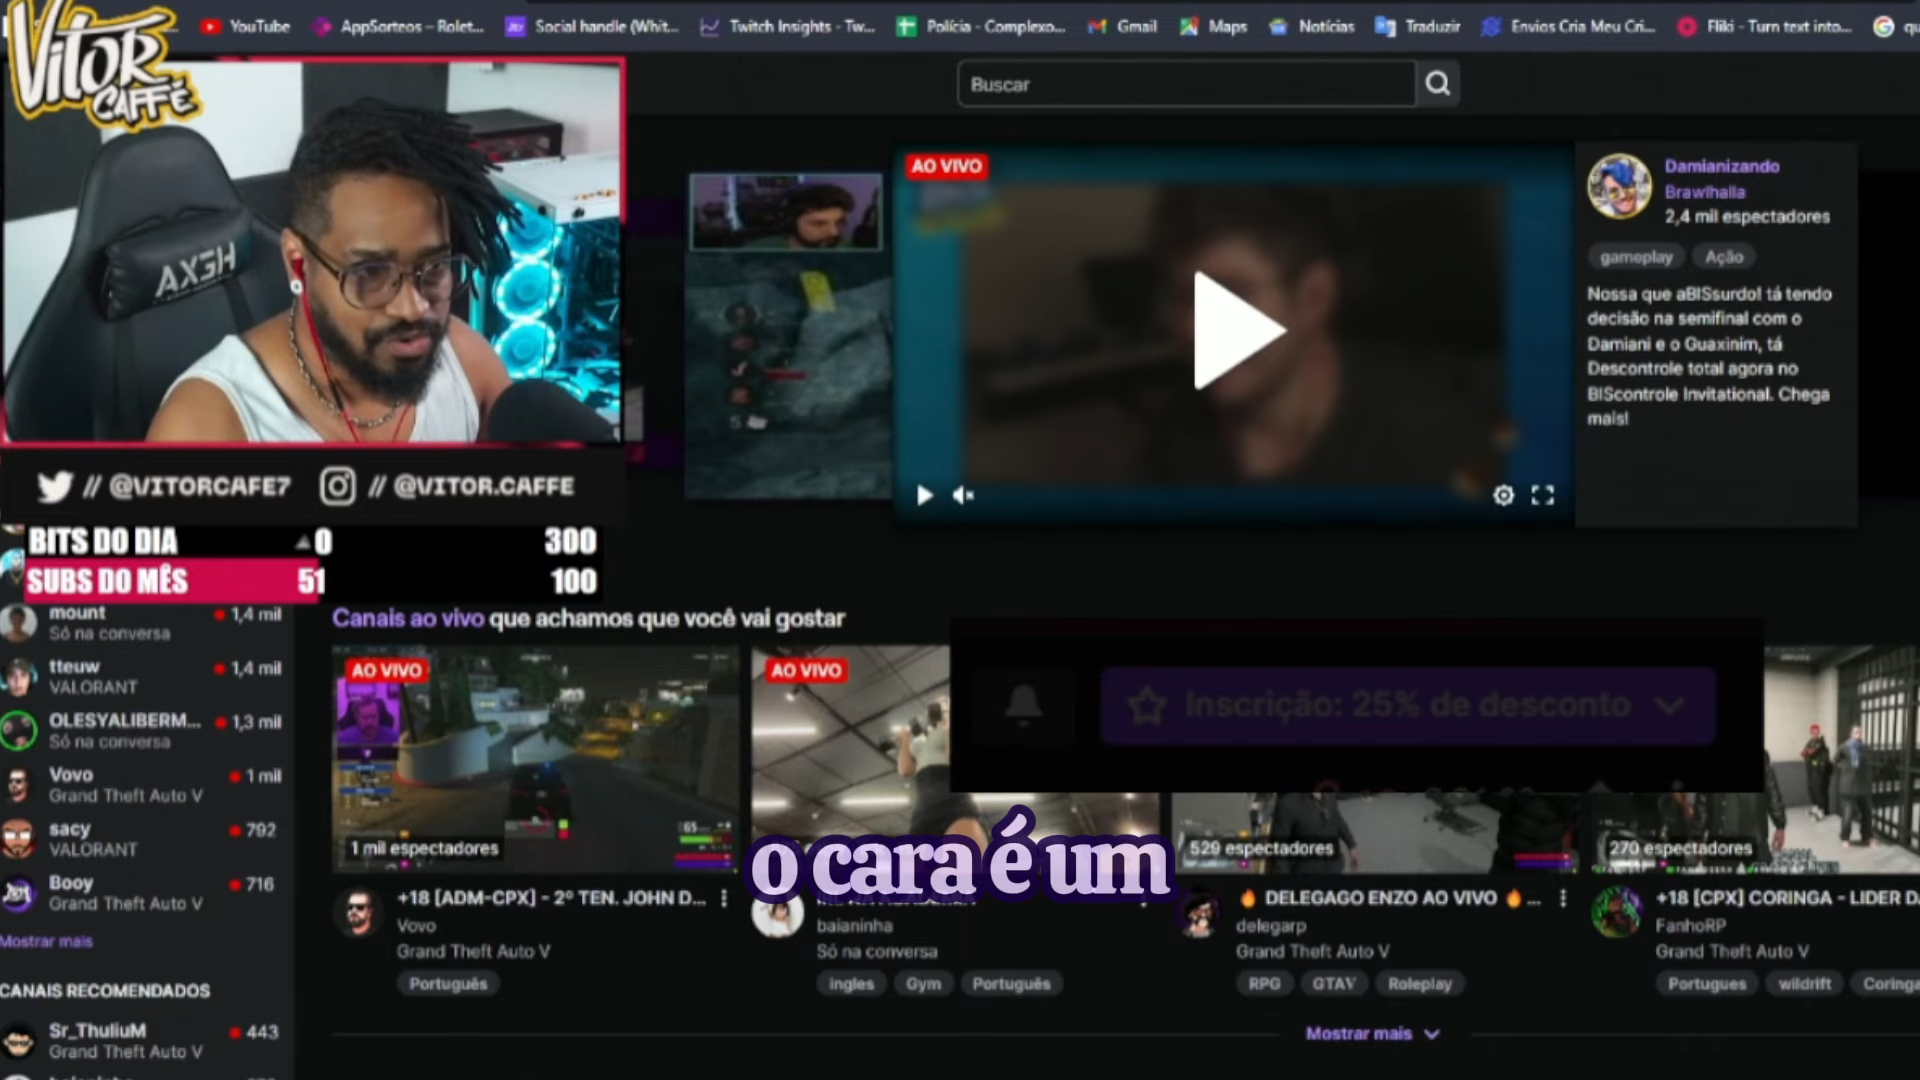 YouTube
AppSorteos – Rolet...
Social handle (Whit...
Twitch Insights - Tw...
Polícia - Complexo...
Gmail
Maps
Notícias
Traduzir
Envios Cria Meu Cri...
Fliki - Turn text into...
VITOR
CAFFÉ
Buscar
AX3H
AO VIVO
Damianizando
Brawlhalla
2,4 mil espectadores
gameplay
Ação
Nossa que aBISsurdo! tá tendo
decisão na semifinal com o
Damiani e o Guaxinim, tá
Descontrole total agora no
BIScontrole Invitational. Chega
mais!
// @VITORCAFE7
// @VITOR.CAFFE
BITS DO DIA 0 300
SUBS DO MÊS 51 100
mount 1,4 mil
Só na conversa
tteuw 1,4 mil
VALORANT
OLESYALIBERM... 1,3 mil
Só na conversa
Vovo 1 mil
Grand Theft Auto V
sacy 792
VALORANT
Booy 716
Grand Theft Auto V
Mostrar mais
CANAIS RECOMENDADOS
Sr_ThuliuM 443
Grand Theft Auto V
Canais ao vivo que achamos que você vai gostar
AO VIVO
1 mil espectadores
+18 [ADM-CPX] - 2º TEN. JOHN D...
Vovo
Grand Theft Auto V
Português
AO VIVO
baianinha
Só na conversa
Ingles
Gym
Português
Inscrição: 25% de desconto
o cara é um
529 espectadores
DELEGAGO ENZO AO VIVO 🔥...
delegarp
Grand Theft Auto V
RPG
GTAV
Roleplay
270 espectadores
+18 [CPX] CORINGA - LIDER D
FanhoRP
Grand Theft Auto V
Portugues
wildrift
Coringa
Mostrar mais